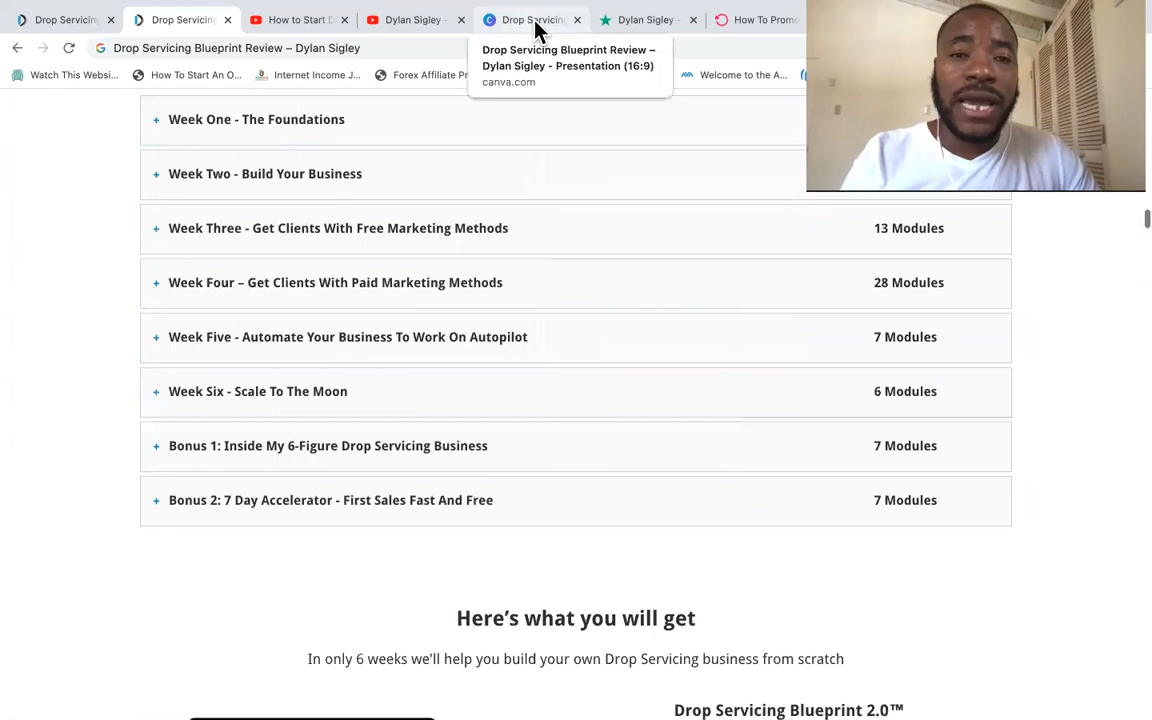 Drop Servicing
Drop Servicing
How to Start D
Dylan Sigley -
Drop Servicing
Dylan Sigley -
How To Promo
Drop Servicing Blueprint Review – Dylan Sigley
Drop Servicing Blueprint Review –
Dylan Sigley - Presentation (16:9)
canva.com
Watch This Websi...
How To Start An O...
Internet Income J...
Forex Affiliate Pr
Welcome to the A...
+ Week One - The Foundations
+ Week Two - Build Your Business
+ Week Three - Get Clients With Free Marketing Methods 13 Modules
+ Week Four – Get Clients With Paid Marketing Methods 28 Modules
+ Week Five - Automate Your Business To Work On Autopilot 7 Modules
+ Week Six - Scale To The Moon 6 Modules
+ Bonus 1: Inside My 6-Figure Drop Servicing Business 7 Modules
+ Bonus 2: 7 Day Accelerator - First Sales Fast And Free 7 Modules
Here’s what you will get
In only 6 weeks we'll help you build your own Drop Servicing business from scratch
Drop Servicing Blueprint 2.0™